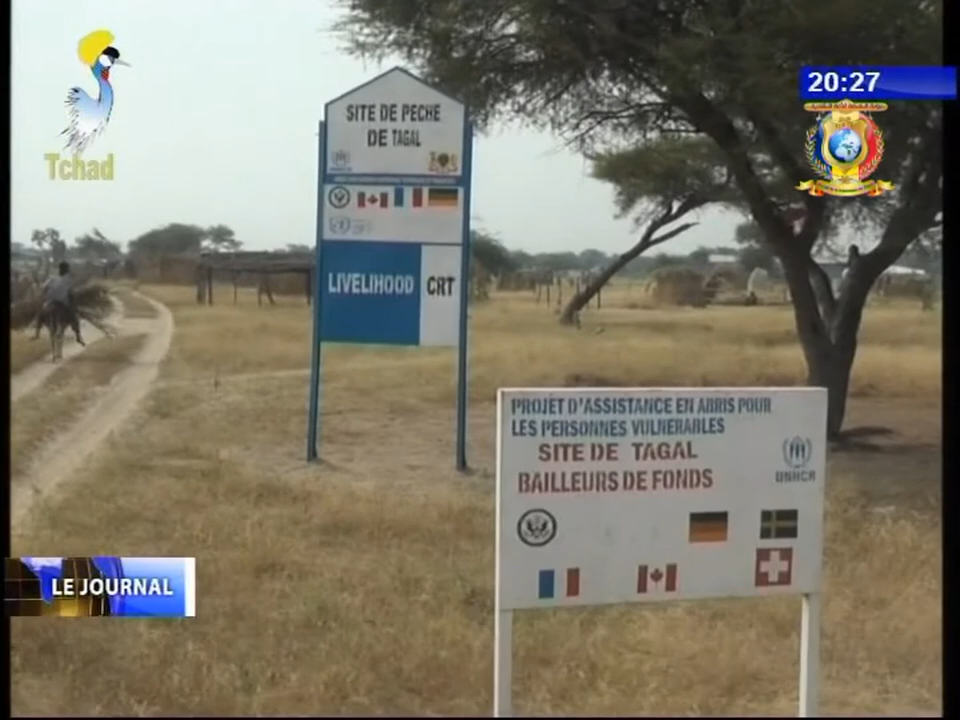 20:27
Tchad
SITE DE PECHE
DE TAGAL
LIVELIHOOD
CRT
PROJET D'ASSISTANCE EN ABRIS POUR
LES PERSONNES VULNERABLES
SITE DE TAGAL
BAILLEURS DE FONDS
UNHCR
LE JOURNAL